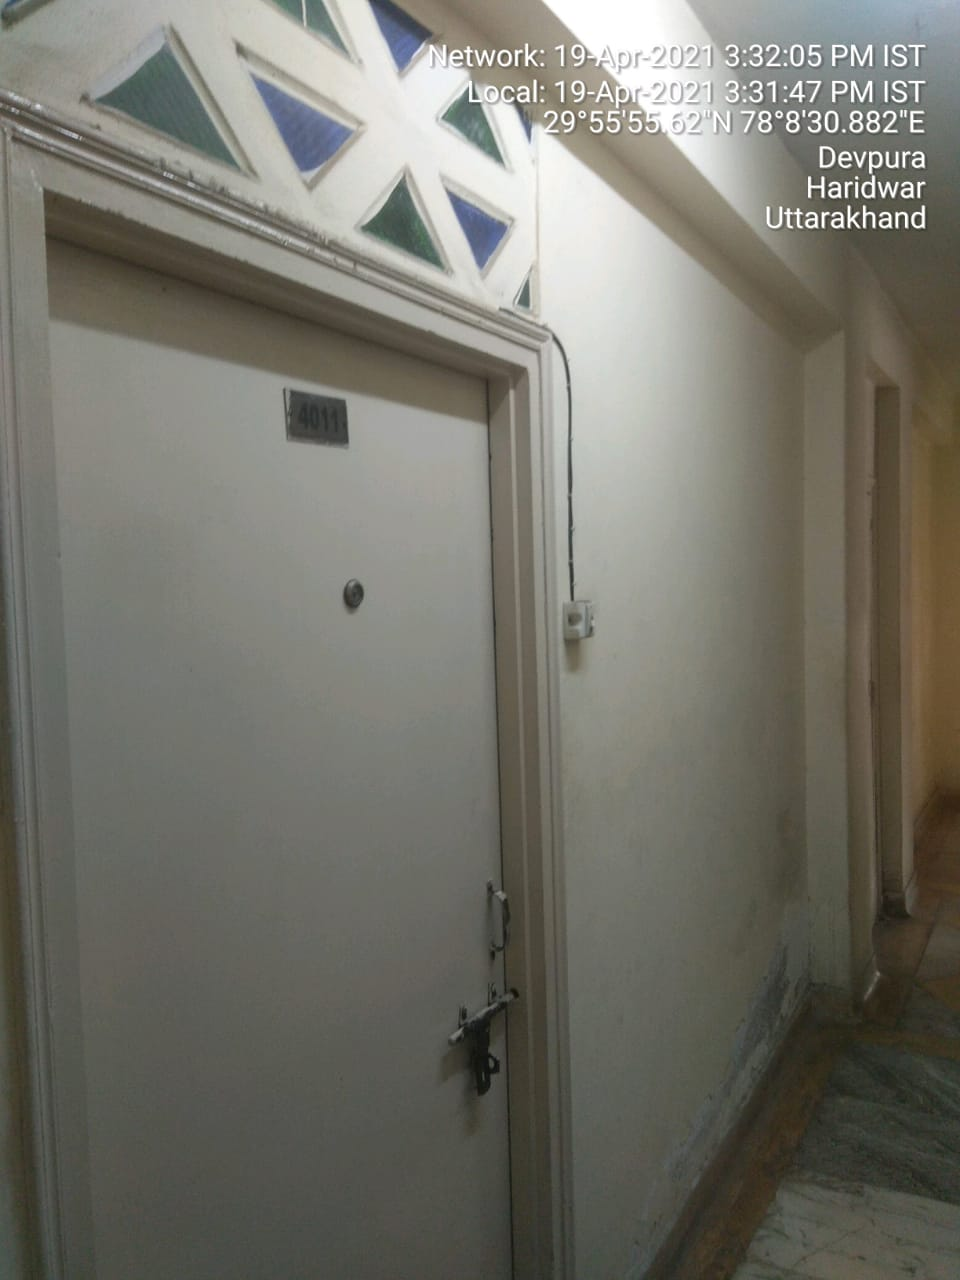 Network: 19-Apr-2021 3:32:05 PM IST
Local: 19-Apr-2021 3:31:47 PM IST
29°55'55.62"N 78°8'30.882"E
Devpura
Haridwar
Uttarakhand
4011